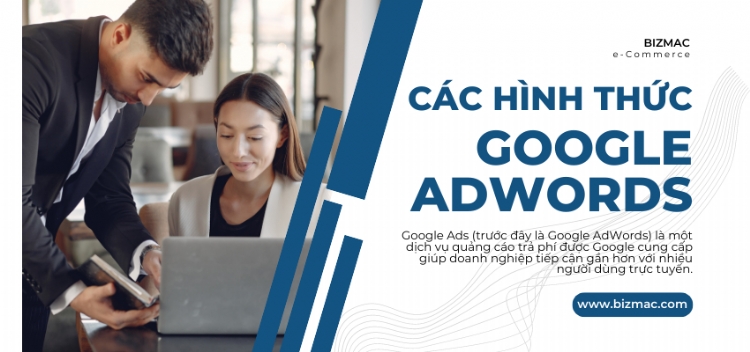 BIZMAC
e-Commerce
CÁC HÌNH THỨC
GOOGLE
ADWORDS
Google Ads (trước đây là Google AdWords) là một
dịch vụ quảng cáo trả phí được Google cung cấp
giúp doanh nghiệp tiếp cận gần hơn với nhiều
người dùng trực tuyến.
www.bizmac.com